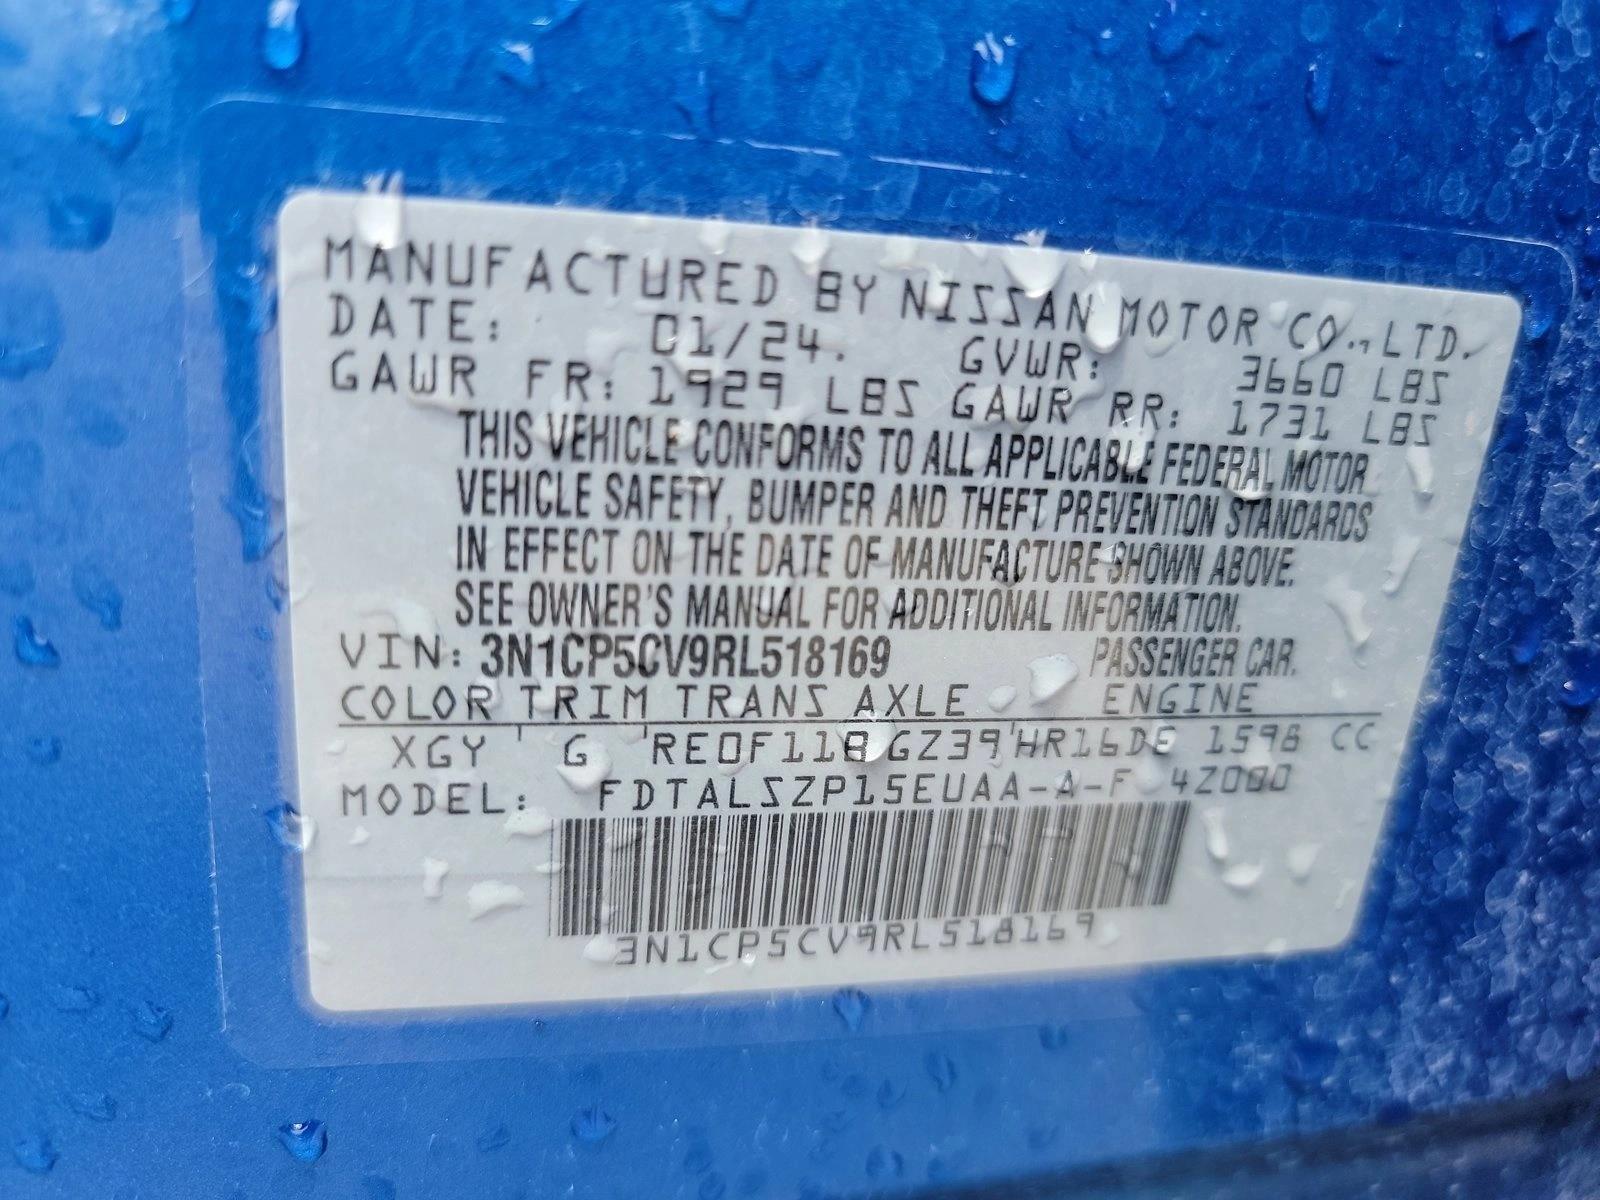 MANUFACTURED BY NISSAN MOTOR CO., LTD.
DATE: 01/24. GVWR: 3660 LBS
GAWR FR: 1929 LBS GAWR RR: 1731 LBS
THIS VEHICLE CONFORMS TO ALL APPLICABLE FEDERAL MOTOR
VEHICLE SAFETY, BUMPER AND THEFT PREVENTION STANDARDS
IN EFFECT ON THE DATE OF MANUFACTURE SHOWN ABOVE.
SEE OWNER'S MANUAL FOR ADDITIONAL INFORMATION.
VIN: 3N1CP5CV9RL518169 PASSENGER CAR.
COLOR TRIM TRANS AXLE ENGINE
XGY ' G ' RE0F11B GZ39 ' HR16DE 1598 CC
MODEL: FDTALSZP15EUAA-A-F 4Z000
3N1CP5CV9RL518169